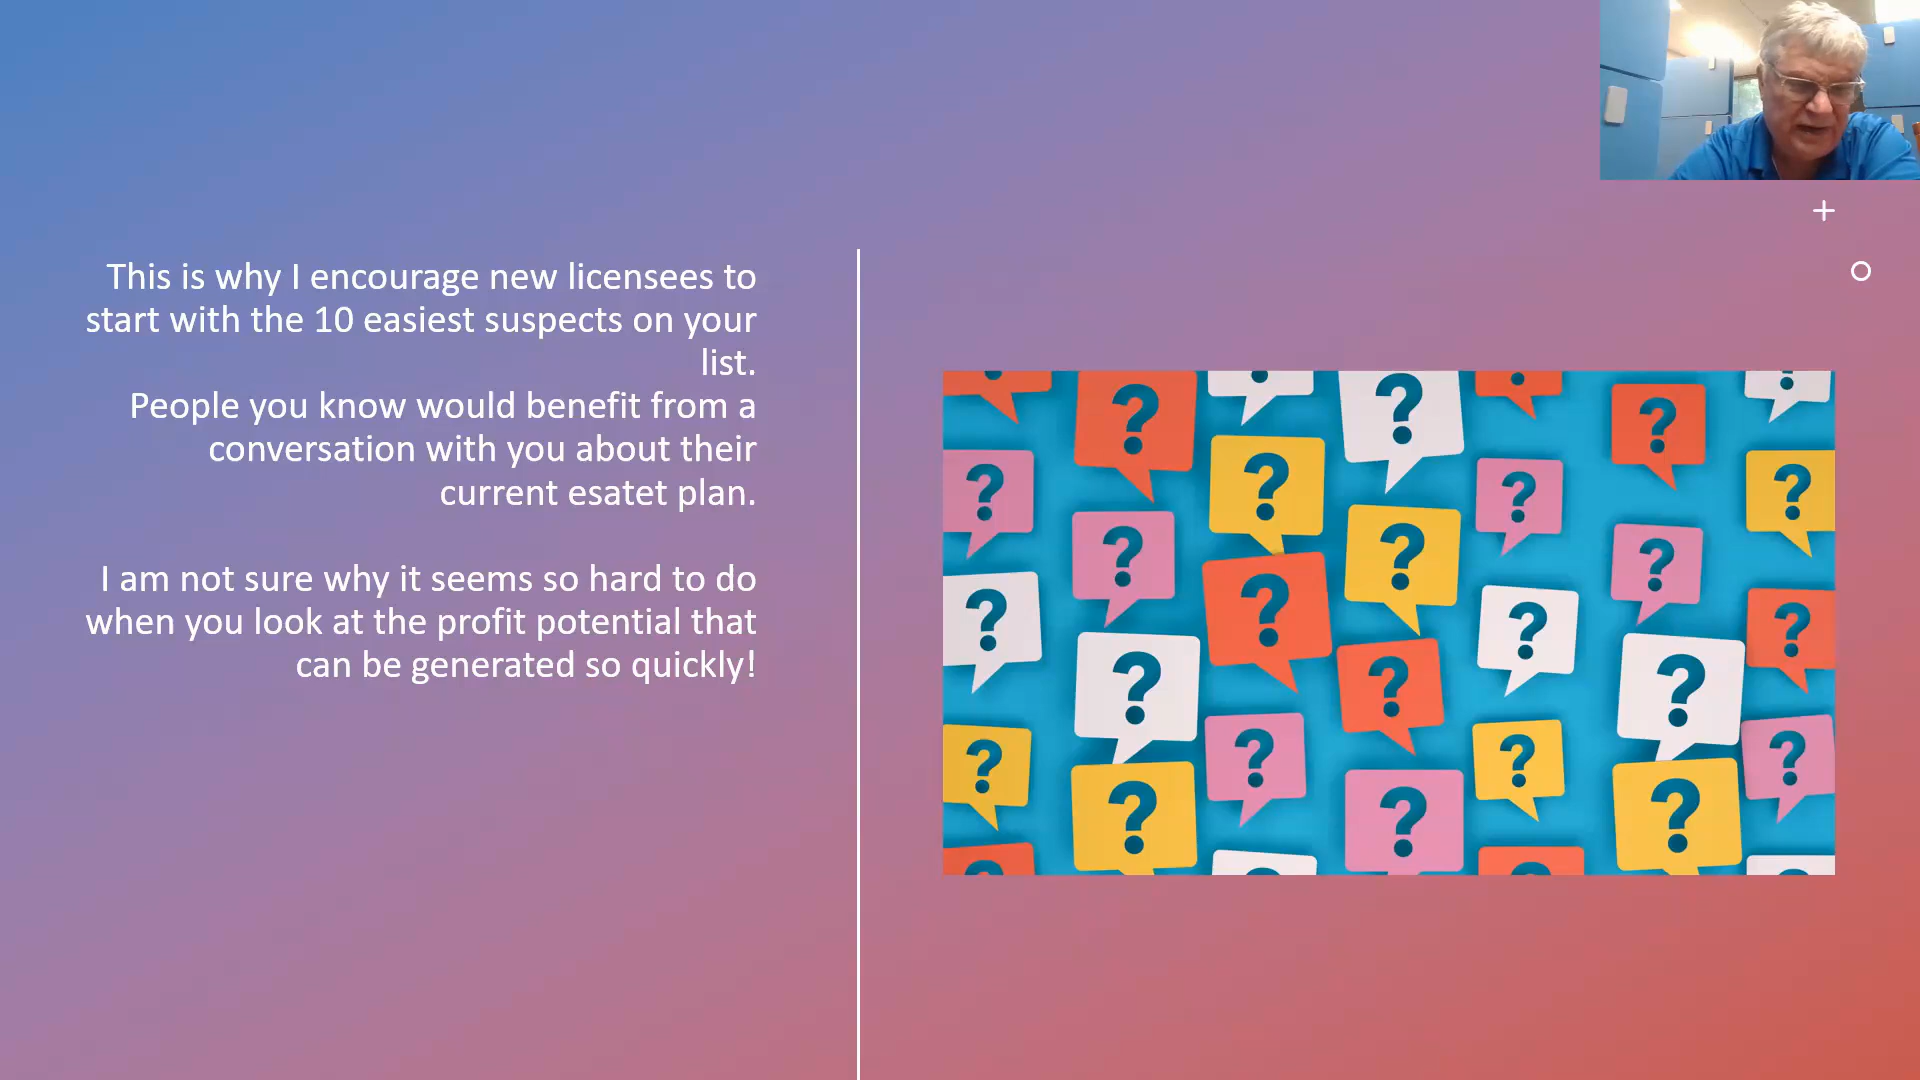 This is why I encourage new licensees to
start with the 10 easiest suspects on your
list.
People you know would benefit from a
conversation with you about their
current esatet plan.
I am not sure why it seems so hard to do
when you look at the profit potential that
can be generated so quickly!
? ? ? ? ? ? ? ? ? ? ? ? ? ? ? ? ? ? ? ? ? ? ? ? ?